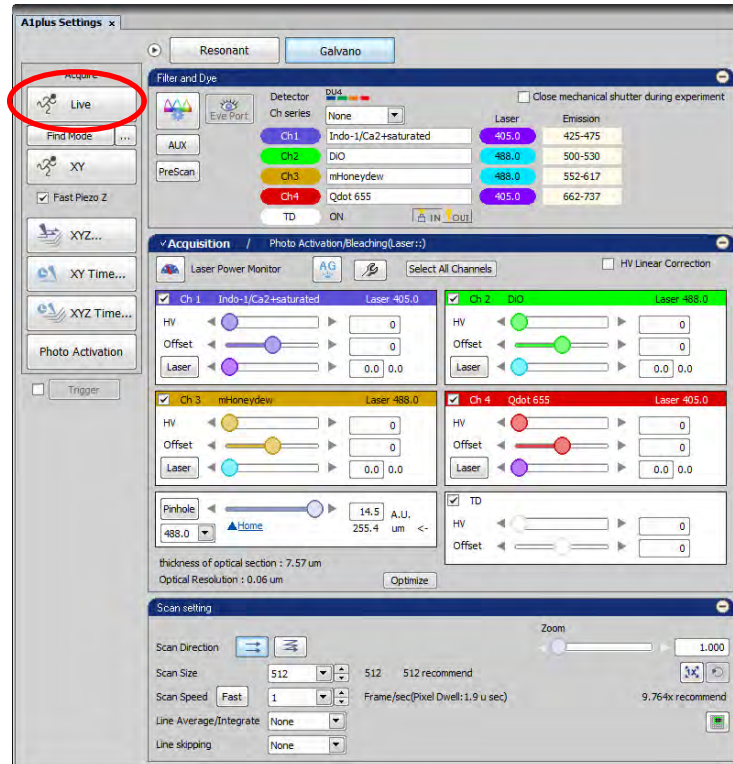 A1plus Settings x
Resonant Galvano
Acquire
Live
Find Mode ...
XY
Fast Piezo Z
XYZ...
XY Time...
XYZ Time...
Photo Activation
Trigger
Filter and Dye
Eye Port
AUX
PreScan
Detector DU4
Close mechanical shutter during experiment
Ch series None
Laser Emission
Ch1 Indo-1/Ca2+saturated 405.0 425-475
Ch2 DiO 488.0 500-530
Ch3 mHoneydew 488.0 552-617
Ch4 Qdot 655 405.0 662-737
TD ON IN OUT
Acquisition / Photo Activation/Bleaching(Laser::)
Laser Power Monitor AG Select All Channels HV Linear Correction
Ch 1 Indo-1/Ca2+saturated Laser 405.0
HV 0
Offset 0
Laser 0.0 0.0
Ch 2 DiO Laser 488.0
HV 0
Offset 0
Laser 0.0 0.0
Ch 3 mHoneydew Laser 488.0
HV 0
Offset 0
Laser 0.0 0.0
Ch 4 Qdot 655 Laser 405.0
HV 0
Offset 0
Laser 0.0 0.0
Pinhole 14.5 A.U.
488.0 Home 255.4 um <-
TD
HV 0
Offset 0
thickness of optical section : 7.57 um
Optical Resolution : 0.06 um
Optimize
Scan setting
Zoom
Scan Direction 1.000
Scan Size 512 512 512 recommend 1x
Scan Speed Fast 1 Frame/sec(Pixel Dwell:1.9 u sec) 9.764x recommend
Line Average/Integrate None
Line skipping None